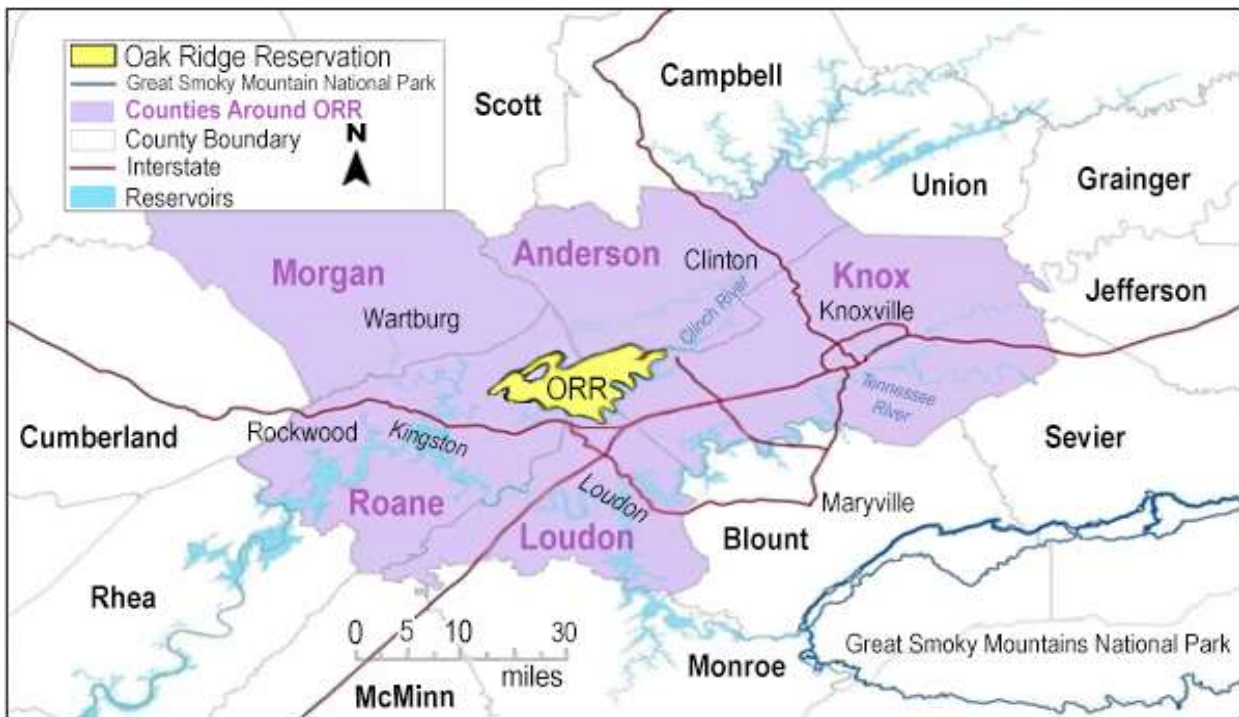 Oak Ridge Reservation
Great Smoky Mountain National Park
Counties Around ORR
County Boundary
Interstate
Reservoirs
N
Scott
Campbell
Union
Grainger
Morgan
Anderson
Clinton
Knox
Jefferson
Wartburg
Clinch River
Knoxville
ORR
Tennessee
River
Cumberland
Rockwood
Kingston
Sevier
Roane
Loudon
Loudon
Maryville
Blount
Rhea
0 5 10 30
miles
Great Smoky Mountains National Park
Monroe
McMinn